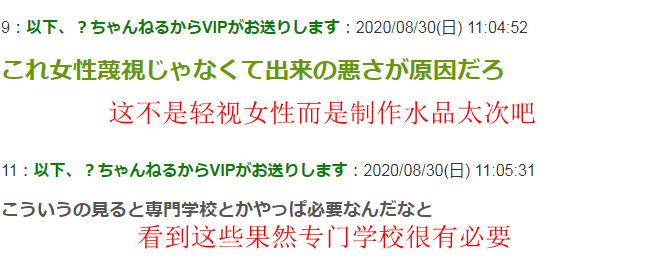 9：以下、？ちゃんねるからVIPがお送りします：2020/08/30(日) 11:04:52
これ女性蔑視じゃなくて出来の悪さが原因だろ
这不是轻视女性而是制作水品太次吧
11：以下、？ちゃんねるからVIPがお送りします：2020/08/30(日) 11:05:31
こういうの見ると専門学校とかやっぱ必要なんだなと
看到这些果然专门学校很有必要